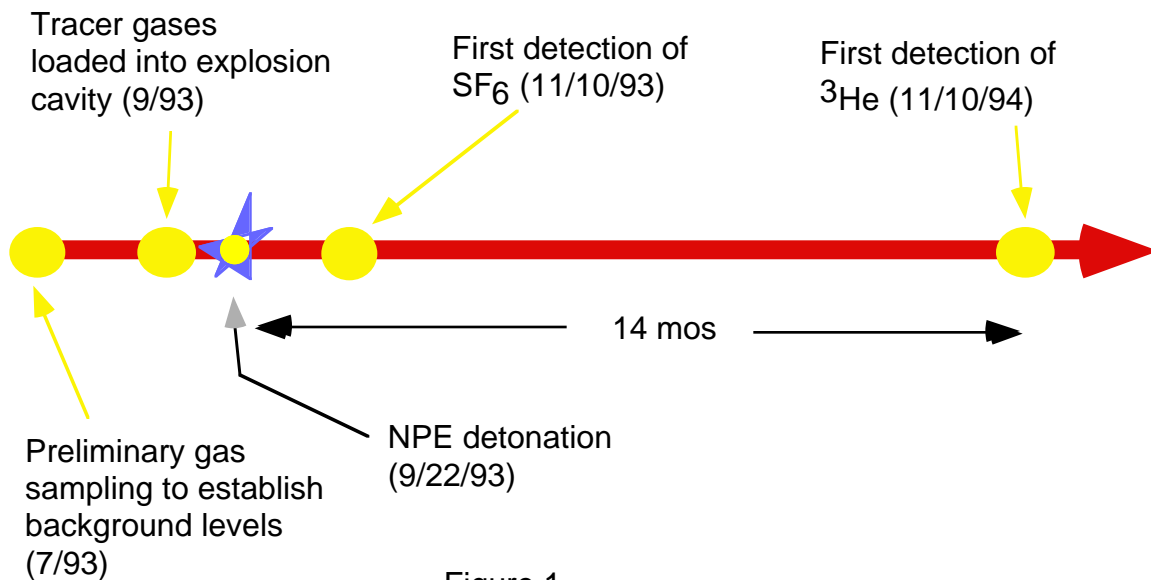 Tracer gases
loaded into explosion
cavity (9/93)
First detection of
SF6 (11/10/93)
First detection of
3He (11/10/94)
14 mos
Preliminary gas
sampling to establish
background levels
(7/93)
NPE detonation
(9/22/93)
Figure 1